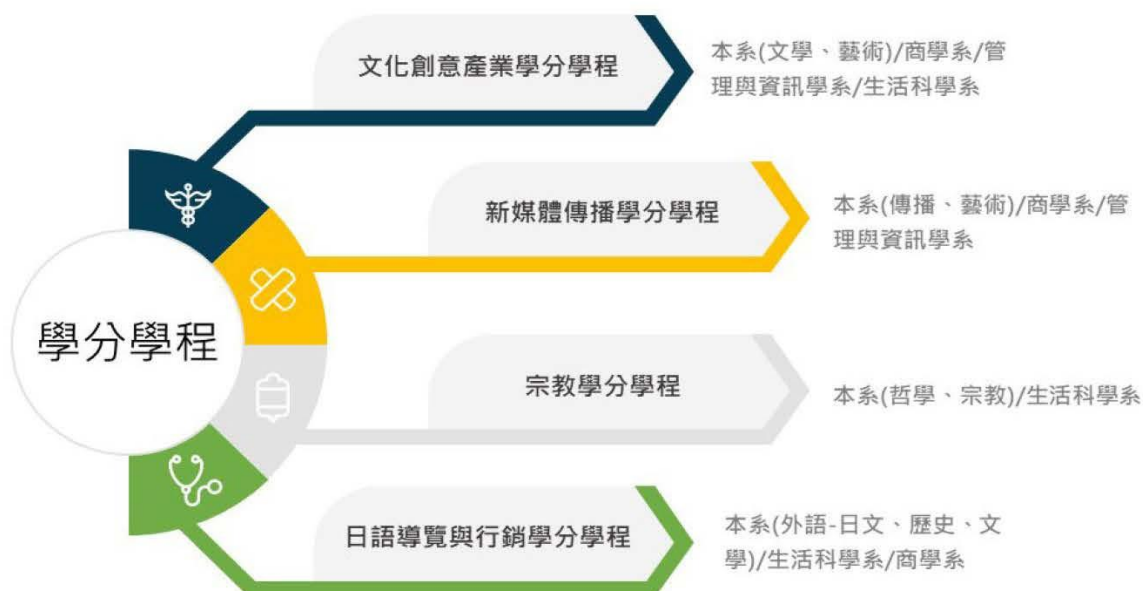 文化創意產業學分學程
本系(文學、藝術)/商學系/管
理與資訊學系/生活科學系
新媒體傳播學分學程
本系(傳播、藝術)/商學系/管
理與資訊學系
學分學程
宗教學分學程
本系(哲學、宗教)/生活科學系
日語導覽與行銷學分學程
本系(外語-日文、歷史、文
學)/生活科學系/商學系